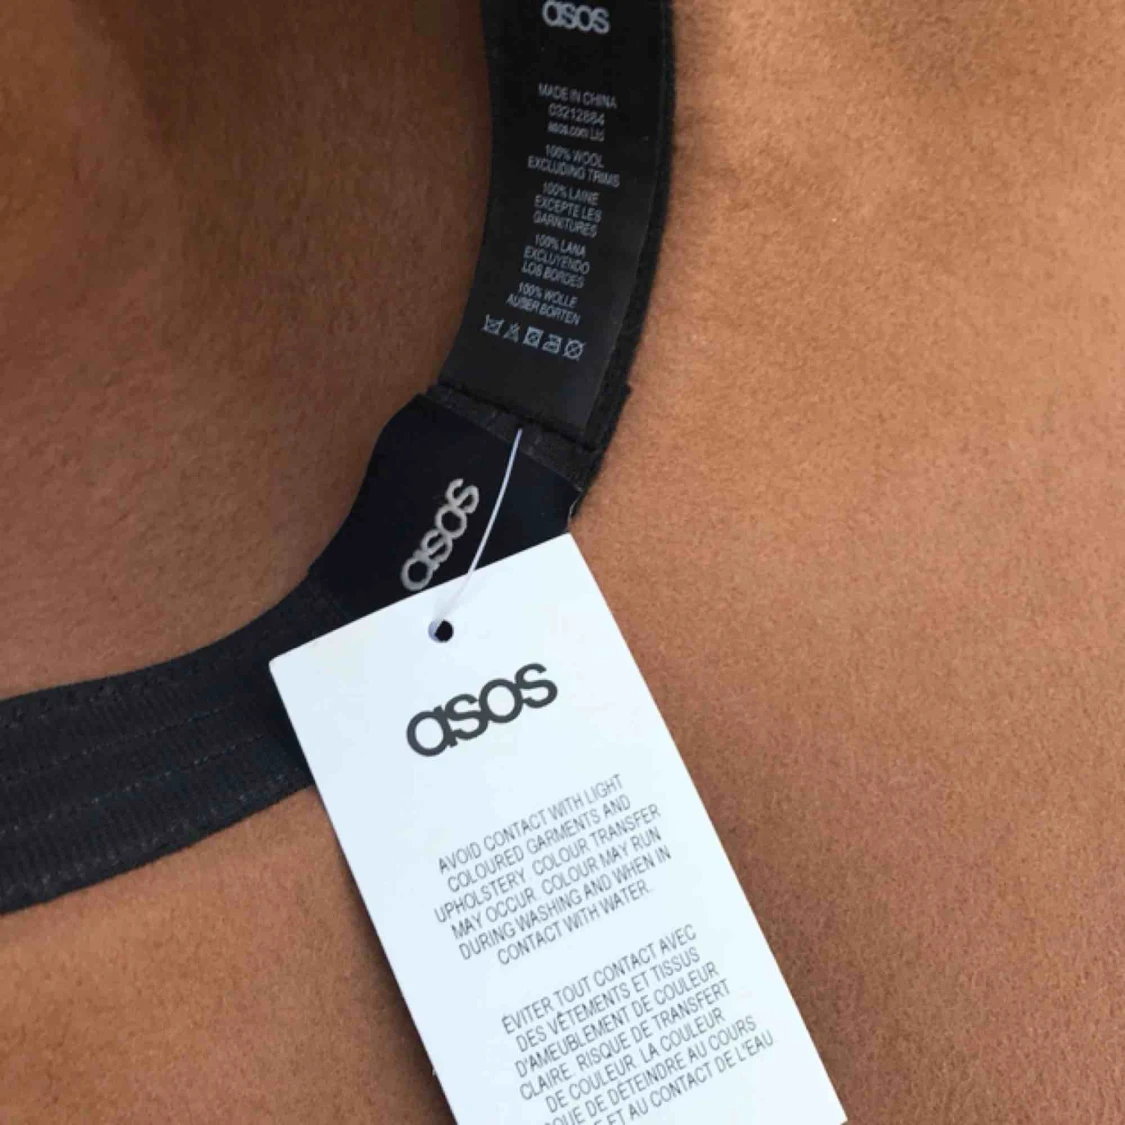 asos
MADE IN CHINA
03212864
asos.com Ltd
100% WOOL
EXCLUDING TRIMS
100% LAINE
EXCEPTE LES
GARNITURES
100% LANA
EXCLUYENDO
LOS BORDES
100% WOLLE
AUßER BORTEN
asos
asos
AVOID CONTACT WITH LIGHT
COLOURED GARMENTS AND
UPHOLSTERY. COLOUR TRANSFER
MAY OCCUR. COLOUR MAY RUN
DURING WASHING AND WHEN IN
CONTACT WITH WATER.
ÉVITER TOUT CONTACT AVEC
DES VÊTEMENTS ET TISSUS
D'AMEUBLEMENT DE COULEUR
CLAIRE. RISQUE DE TRANSFERT
DE COULEUR. LA COULEUR
DE DÉTEINDRE AU COURS
ET AU CONTACT DE L'EAU